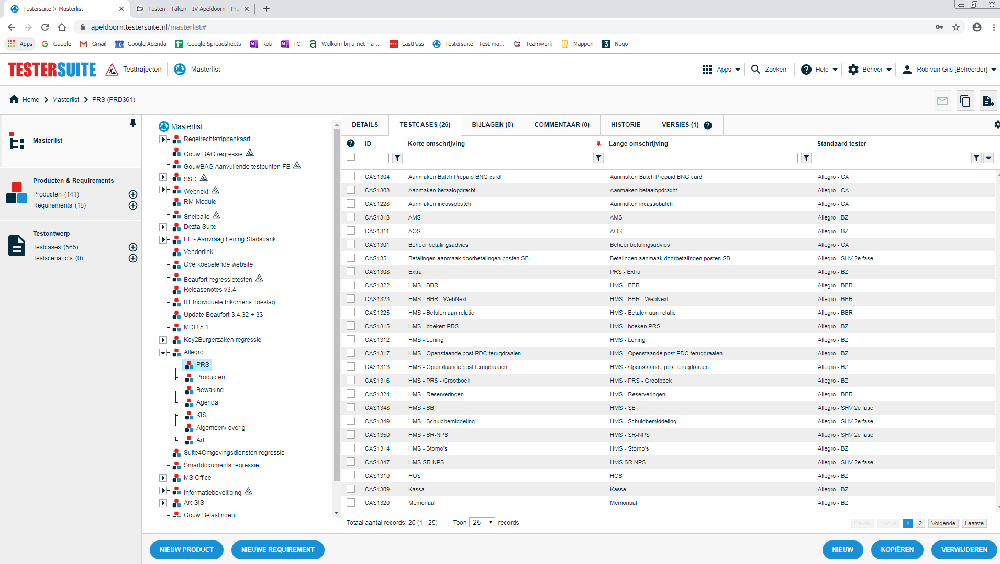 Testersuite > Masterlist
Testen - Taken - IV Apeldoorn - Pro
apeldoorn.testersuite.nl/masterlist#
Apps Google Gmail Google Agenda Google Spreadsheets Rob TC Welkom bij a-net | a-... LastPass Testersuite - Test ma... Teamwork Mappen Nego
TESTERSUITE Testtrajecten Masterlist Apps Zoeken Help Beheer Rob van Gils [Beheerder]
Home Masterlist PRS (PRD361)
Masterlist
Producten & Requirements
Producten (141)
Requirements (18)
Testontwerp
Testcases (565)
Testscenario's (0)
Masterlist
Regelrechtstrippenkaart
Gouw BAG regressie
GouwBAG Aanvullende testpunten FB
SSD
Webnext
RM-Module
Snelbalie
Dezta Suite
EF - Aanvraag Lening Stadsbank
Vendorlink
Overkoepelende website
Beaufort regressietesten
Releasenotes v3.4
IIT Individuele Inkomens Toeslag
Update Beaufort 3.4.32 + 33
MDU 5.1
Key2Burgerzaken regressie
Allegro
PRS
Producten
Bewaking
Agenda
KIS
Algemeen/ overig
Art
Suite4Omgevingsdiensten regressie
Smartdocuments regressie
MS Office
Informatiebeveiliging
ArcGIS
Gouw Belastingen
NIEUW PRODUCT NIEUWE REQUIREMENT
DETAILS TESTCASES (26) BIJLAGEN (0) COMMENTAAR (0) HISTORIE VERSIES (1)
ID Korte omschrijving Lange omschrijving Standaard tester
CAS1304 Aanmaken Batch Prepaid BNG card Aanmaken Batch Prepaid BNG card Allegro - CA
CAS1303 Aanmaken betaalopdracht Aanmaken betaalopdracht Allegro - CA
CAS1228 Aanmaken incassobatch Aanmaken incassobatch Allegro - CA
CAS1318 AMS AMS Allegro - BZ
CAS1311 AOS AOS Allegro - BZ
CAS1301 Beheer betalingsadvies Beheer betalingsadvies Allegro - CA
CAS1351 Betalingen aanmaak doorbetalingen posten SB Betalingen aanmaak doorbetalingen posten SB Allegro - SHV 2e fase
CAS1308 Extra PRS - Extra Allegro - BZ
CAS1322 HMS - BBR HMS - BBR Allegro - BBR
CAS1323 HMS - BBR - WebNext HMS - BBR - WebNext Allegro - BBR
CAS1325 HMS - Betalen aan relatie HMS - Betalen aan relatie Allegro - BBR
CAS1315 HMS - boeken PRS HMS - boeken PRS Allegro - BZ
CAS1312 HMS - Lening HMS - Lening Allegro - BZ
CAS1317 HMS - Openstaande post PDC terugdraaien HMS - Openstaande post PDC terugdraaien Allegro - BZ
CAS1313 HMS - Openstaande post terugdraaien HMS - Openstaande post terugdraaien Allegro - BZ
CAS1316 HMS - PRS - Grootboek HMS - PRS - Grootboek Allegro - BZ
CAS1324 HMS - Reserveringen HMS - Reserveringen Allegro - BBR
CAS1348 HMS - SB HMS - SB Allegro - SHV 2e fase
CAS1349 HMS - Schuldbemiddeling HMS - Schuldbemiddeling Allegro - SHV 2e fase
CAS1350 HMS - SR-NPS HMS - SR-NPS Allegro - SHV 2e fase
CAS1314 HMS - Storno's HMS - Storno's Allegro - BZ
CAS1347 HMS SR NPS HMS SR NPS Allegro - SHV 2e fase
CAS1310 HOS HOS Allegro - BZ
CAS1309 Kassa Kassa Allegro - BZ
CAS1320 Memoriaal Memoriaal Allegro - BZ
Totaal aantal records: 26 (1 - 25) Toon 25 records Eerste Vorige 1 2 Volgende Laatste
NIEUW KOPIËREN VERWIJDEREN